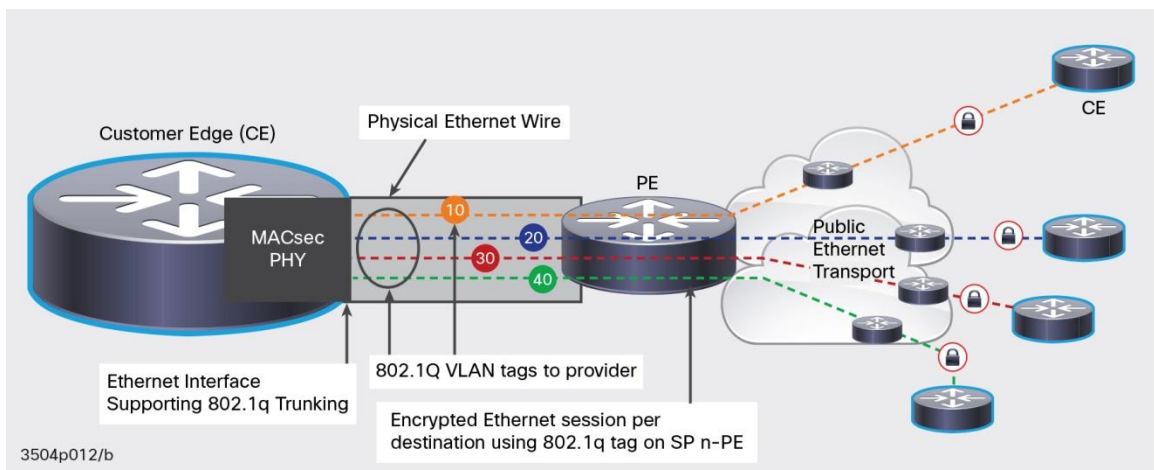 Customer Edge (CE)
Physical Ethernet Wire
CE
PE
MACsec
PHY
10
20
30
40
Public
Ethernet
Transport
Ethernet Interface
Supporting 802.1q Trunking
802.1Q VLAN tags to provider
Encrypted Ethernet session per
destination using 802.1q tag on SP n-PE
3504p012/b